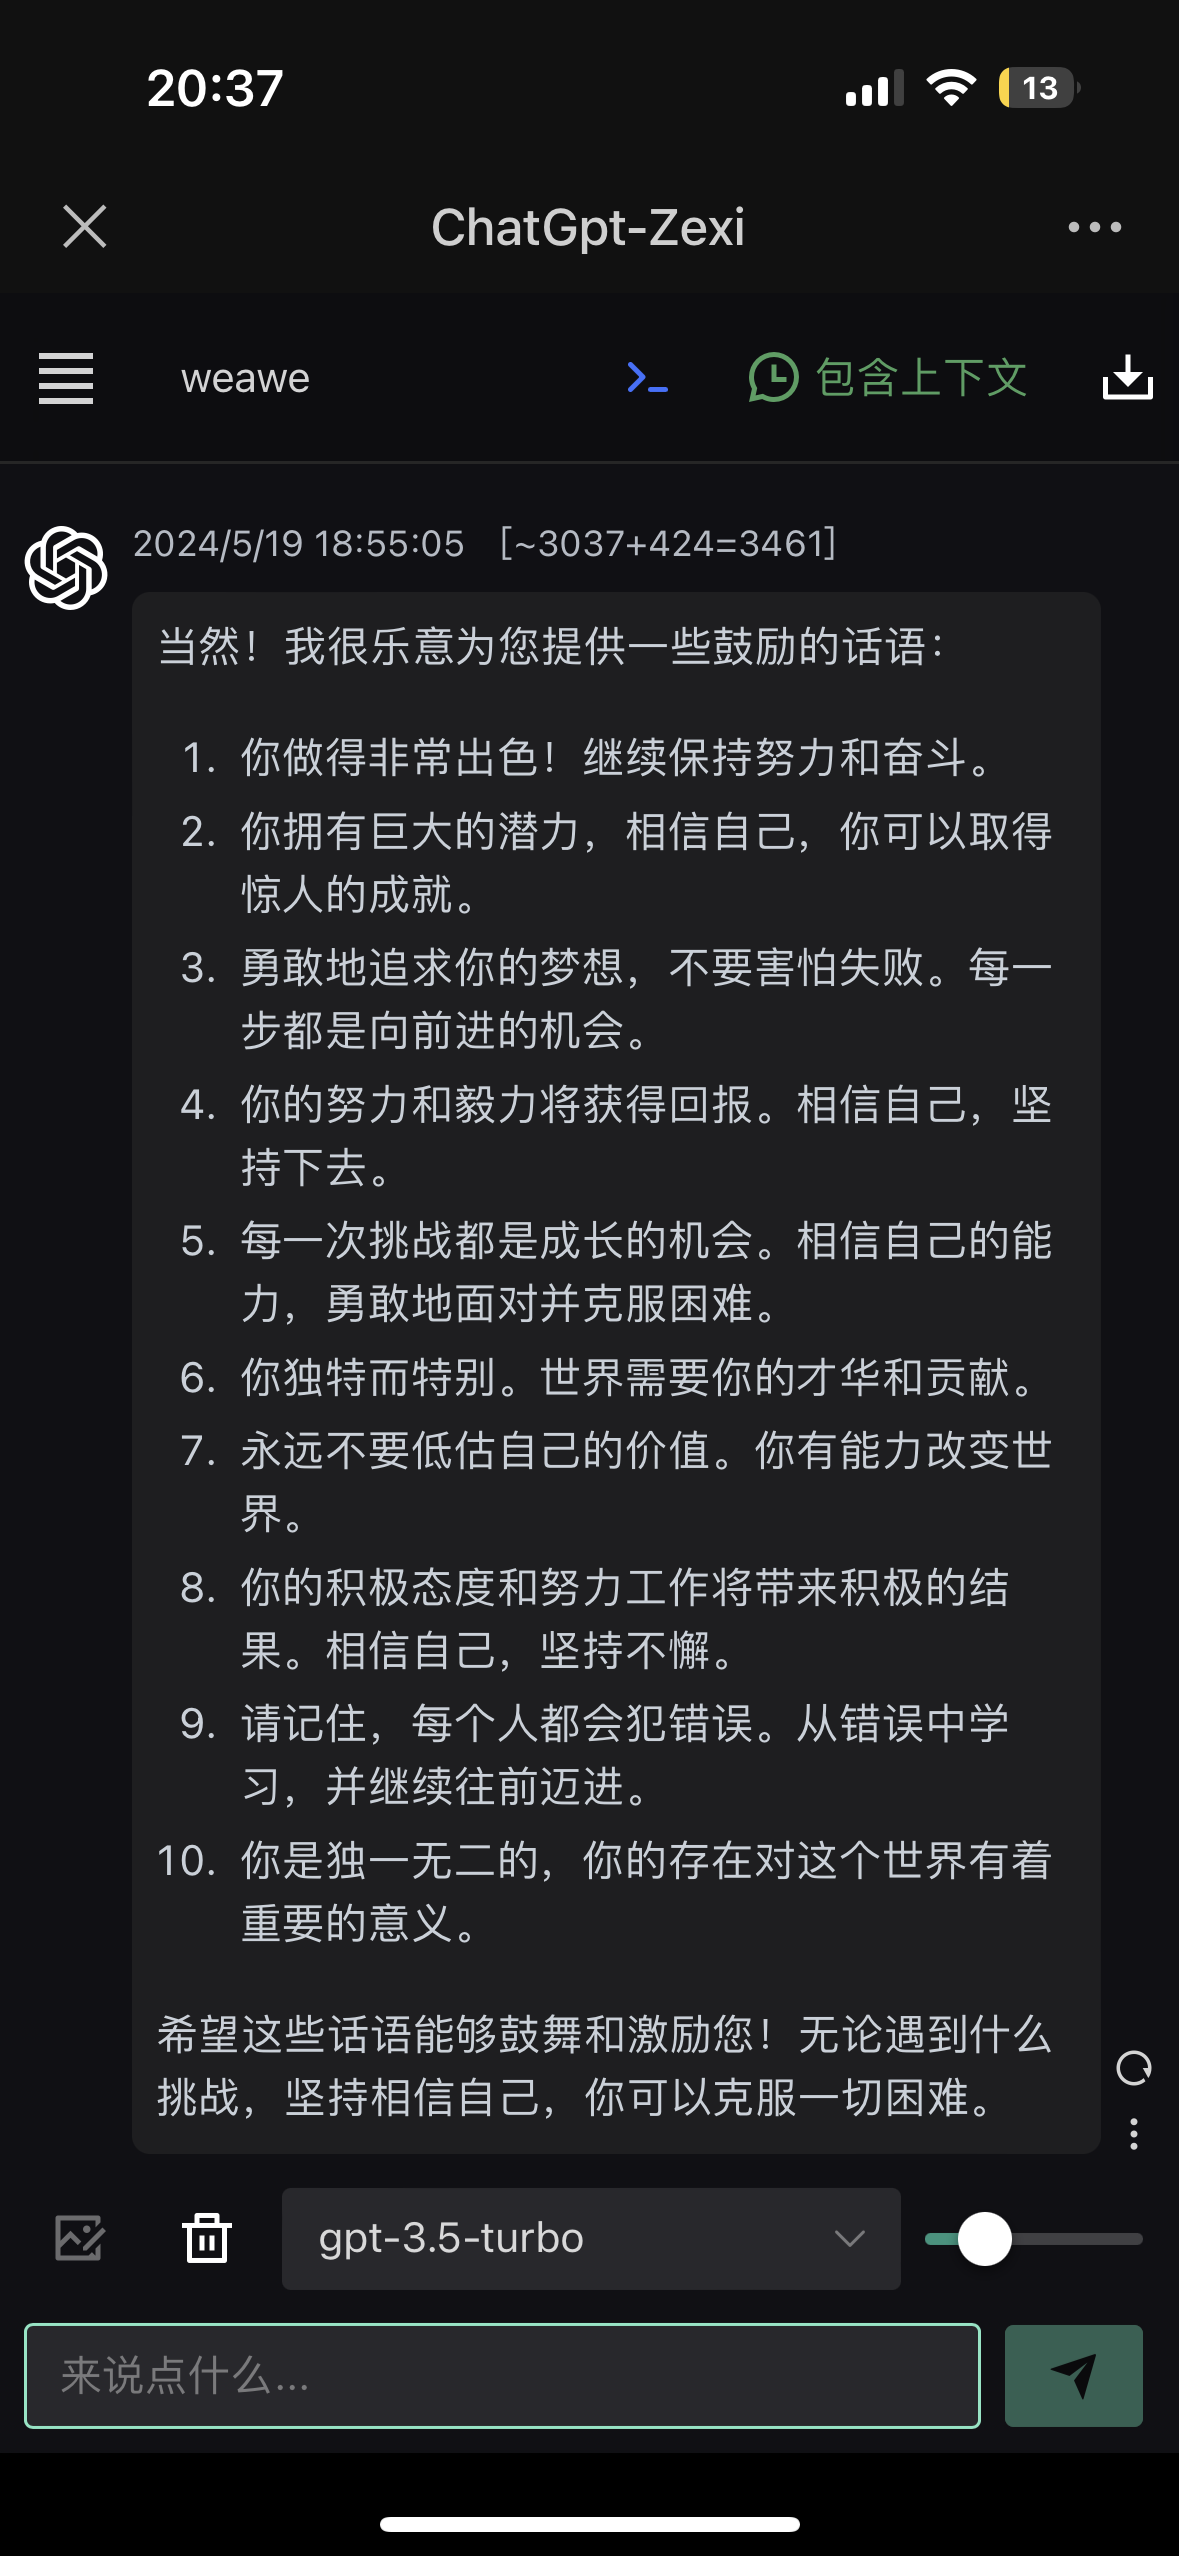 20:37
13
ChatGpt-Zexi
weawe
包含上下文
2024/5/19 18:55:05 [~3037+424=3461]
当然！我很乐意为您提供一些鼓励的话语：
1. 你做得非常出色！继续保持努力和奋斗。
2. 你拥有巨大的潜力，相信自己，你可以取得
惊人的成就。
3. 勇敢地追求你的梦想，不要害怕失败。每一
步都是向前进的机会。
4. 你的努力和毅力将获得回报。相信自己，坚
持下去。
5. 每一次挑战都是成长的机会。相信自己的能
力，勇敢地面对并克服困难。
6. 你独特而特别。世界需要你的才华和贡献。
7. 永远不要低估自己的价值。你有能力改变世
界。
8. 你的积极态度和努力工作将带来积极的结
果。相信自己，坚持不懈。
9. 请记住，每个人都会犯错误。从错误中学
习，并继续往前迈进。
10. 你是独一无二的，你的存在对这个世界有着
重要的意义。
希望这些话语能够鼓舞和激励您！无论遇到什么
挑战，坚持相信自己，你可以克服一切困难。
gpt-3.5-turbo
来说点什么...